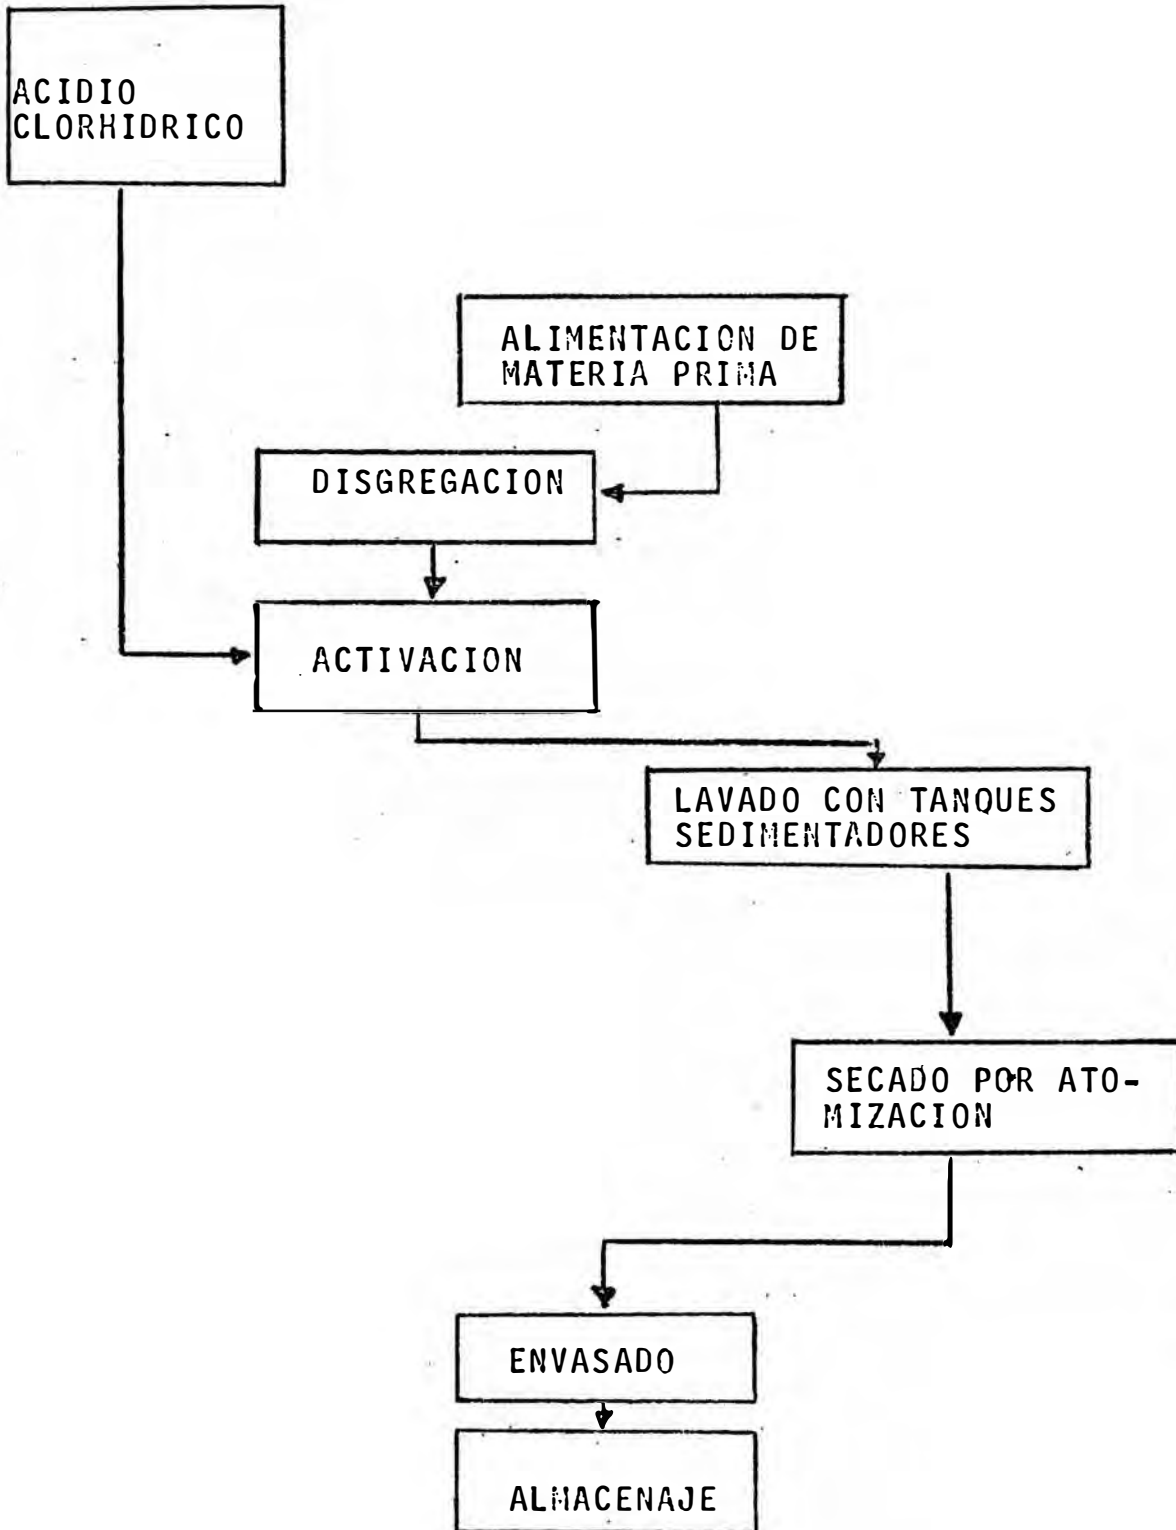 ACIDIO
CLORHIDRICO
ALIMENTACION DE
MATERIA PRIMA
DISGREGACION
ACTIVACION
LAVADO CON TANQUES
SEDIMENTADORES
SECADO POR ATO-
MIZACION
ENVASADO
ALMACENAJE